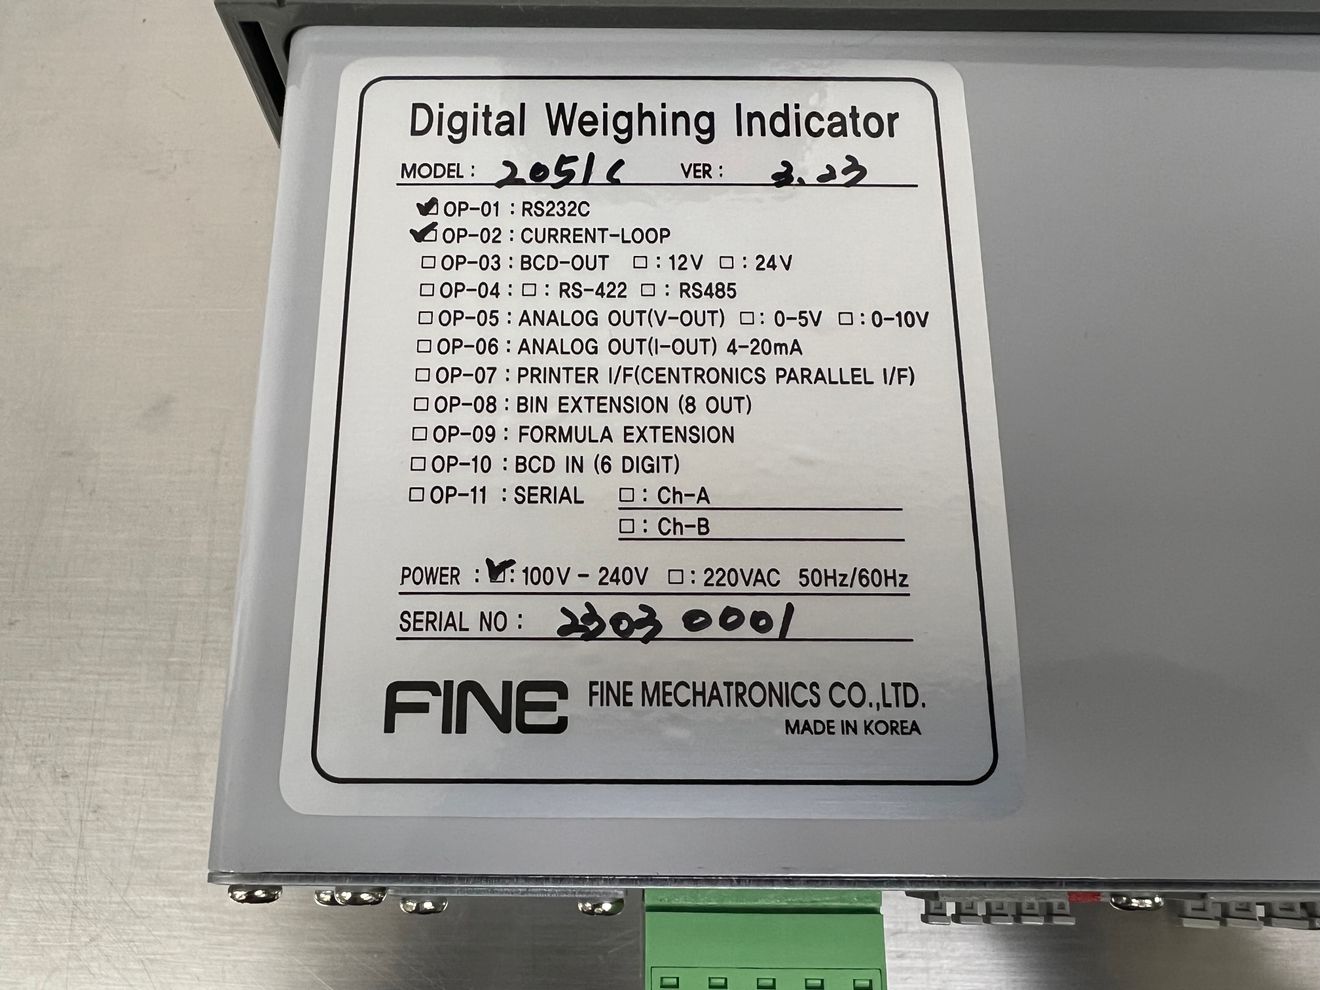 Digital Weighing Indicator
MODEL : 2051C VER : 3.23
☑ OP-01 : RS232C
☑ OP-02 : CURRENT-LOOP
☐ OP-03 : BCD-OUT ☐ : 12V ☐ : 24V
☐ OP-04 : ☐ : RS-422 ☐ : RS485
☐ OP-05 : ANALOG OUT(V-OUT) ☐ : 0-5V ☐ : 0-10V
☐ OP-06 : ANALOG OUT(I-OUT) 4-20mA
☐ OP-07 : PRINTER I/F(CENTRONICS PARALLEL I/F)
☐ OP-08 : BIN EXTENSION (8 OUT)
☐ OP-09 : FORMULA EXTENSION
☐ OP-10 : BCD IN (6 DIGIT)
☐ OP-11 : SERIAL ☐ : Ch-A
☐ : Ch-B
POWER : ☑ : 100V - 240V ☐ : 220VAC 50Hz/60Hz
SERIAL NO : 2303 0001
FINE FINE MECHATRONICS CO.,LTD.
MADE IN KOREA